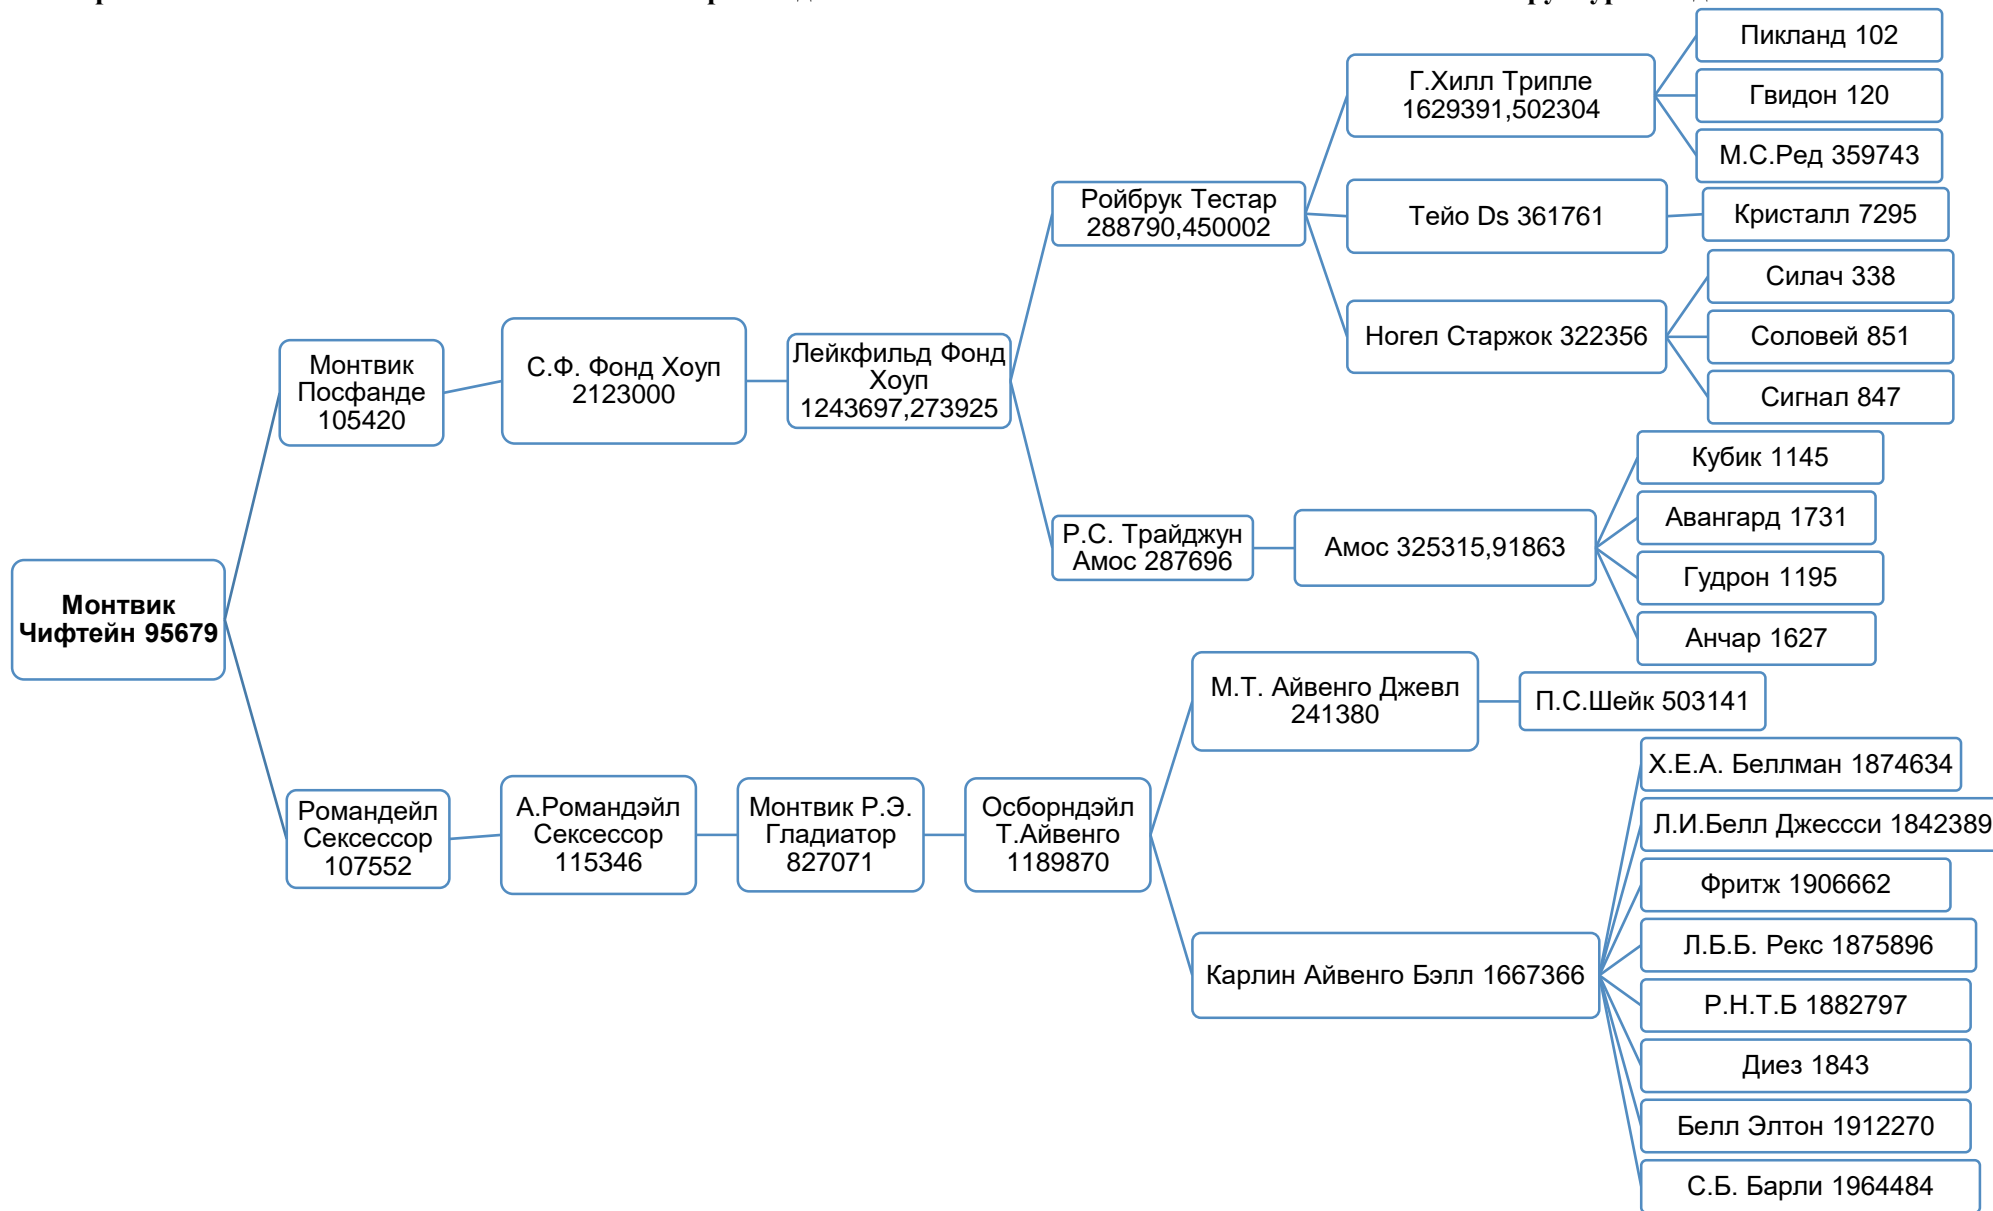 Пикланд 102
Г.Хилл Трипле
1629391,502304
Гвидон 120
М.С.Ред 359743
Ройбрук Тестар
288790,450002
Тейо Ds 361761
Кристалл 7295
Силач 338
Ногел Старжок 322356
Соловей 851
Сигнал 847
Монтвик
Посфанде
105420
С.Ф. Фонд Хоуп
2123000
Лейкфильд Фонд
Хоуп
1243697,273925
Кубик 1145
Авангард 1731
Р.С. Трайджун
Амос 287696
Амос 325315,91863
Гудрон 1195
Анчар 1627
Монтвик
Чифтейн 95679
М.Т. Айвенго Джевл
241380
П.С.Шейк 503141
Х.Е.А. Беллман 1874634
Романдейл
Сексессор
107552
А.Романдэйл
Сексессор
115346
Монтвик Р.Э.
Гладиатор
827071
Осборндэйл
Т.Айвенго
1189870
Л.И.Белл Джессси 1842389
Фритж 1906662
Л.Б.Б. Рекс 1875896
Карлин Айвенго Бэлл 1667366
Р.Н.Т.Б 1882797
Диез 1843
Белл Элтон 1912270
С.Б. Барли 1964484